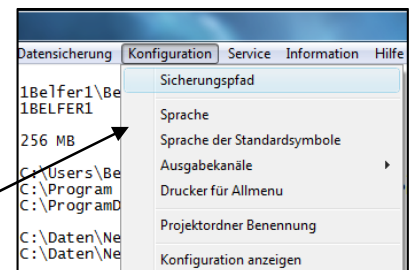 Datensicherung Konfiguration Service Information Hilfe
Sicherungspfad
1Belfer1\Be
1BELFER1
Sprache
256 MB
Sprache der Standardsymbole
Ausgabekanäle
C:\Users\Be
C:\Program
Drucker für Allmenu
C:\ProgramD
Projektordner Benennung
C:\Daten\Ne
C:\Daten\Ne
Konfiguration anzeigen